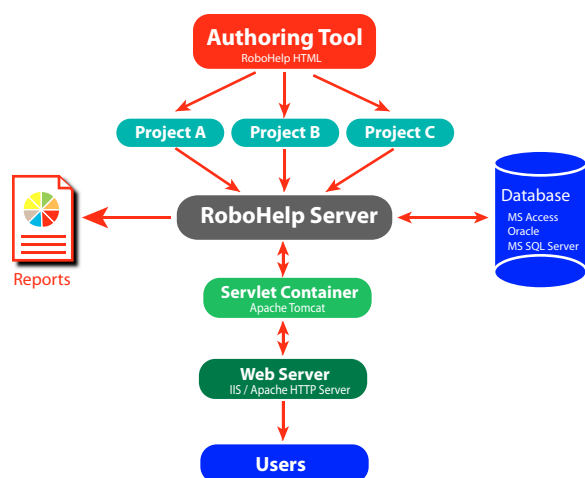 Authoring Tool
RoboHelp HTML
Project A
Project B
Project C
RoboHelp Server
Reports
Database
MS Access
Oracle
MS SQL Server
Servlet Container
Apache Tomcat
Web Server
IIS / Apache HTTP Server
Users